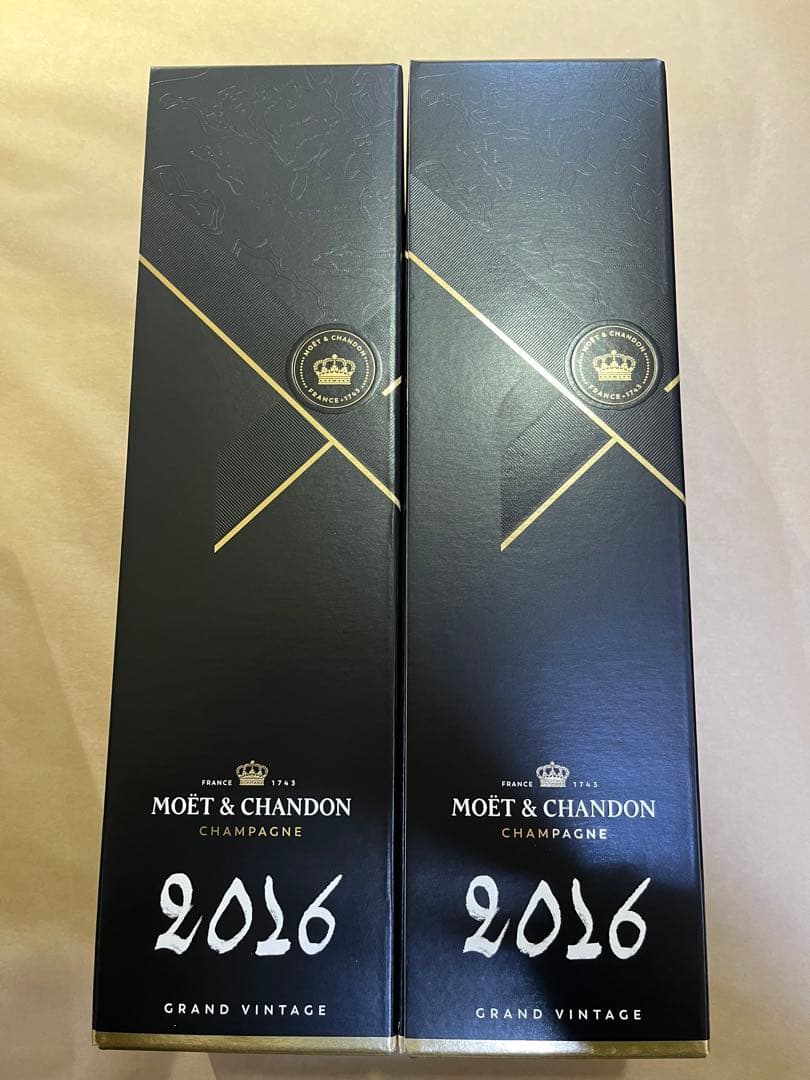 MOËT & CHANDON
FRANCE • 1743
FRANCE 1743
MOËT & CHANDON
CHAMPAGNE
2016
GRAND VINTAGE
MOËT & CHANDON
FRANCE • 1743
FRANCE 1743
MOËT & CHANDON
CHAMPAGNE
2016
GRAND VINTAGE